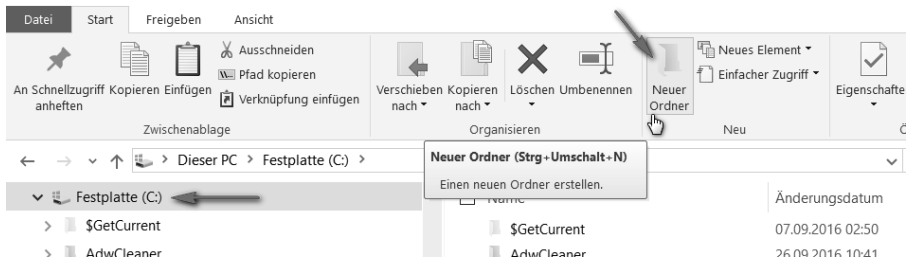 Datei Start Freigeben Ansicht
An Schnellzugriff anheften
Kopieren
Einfügen
Ausschneiden
Pfad kopieren
Verknüpfung einfügen
Zwischenablage
Verschieben nach
Kopieren nach
Löschen
Umbenennen
Organisieren
Neuer Ordner
Neues Element
Einfacher Zugriff
Neu
Eigenschafte
Dieser PC > Festplatte (C:) >
Neuer Ordner (Strg+Umschalt+N)
Einen neuen Ordner erstellen.
Festplatte (C:)
$GetCurrent
AdwCleaner
Name Änderungsdatum
$GetCurrent 07.09.2016 02:50
AdwCleaner 26.09.2016 10:41